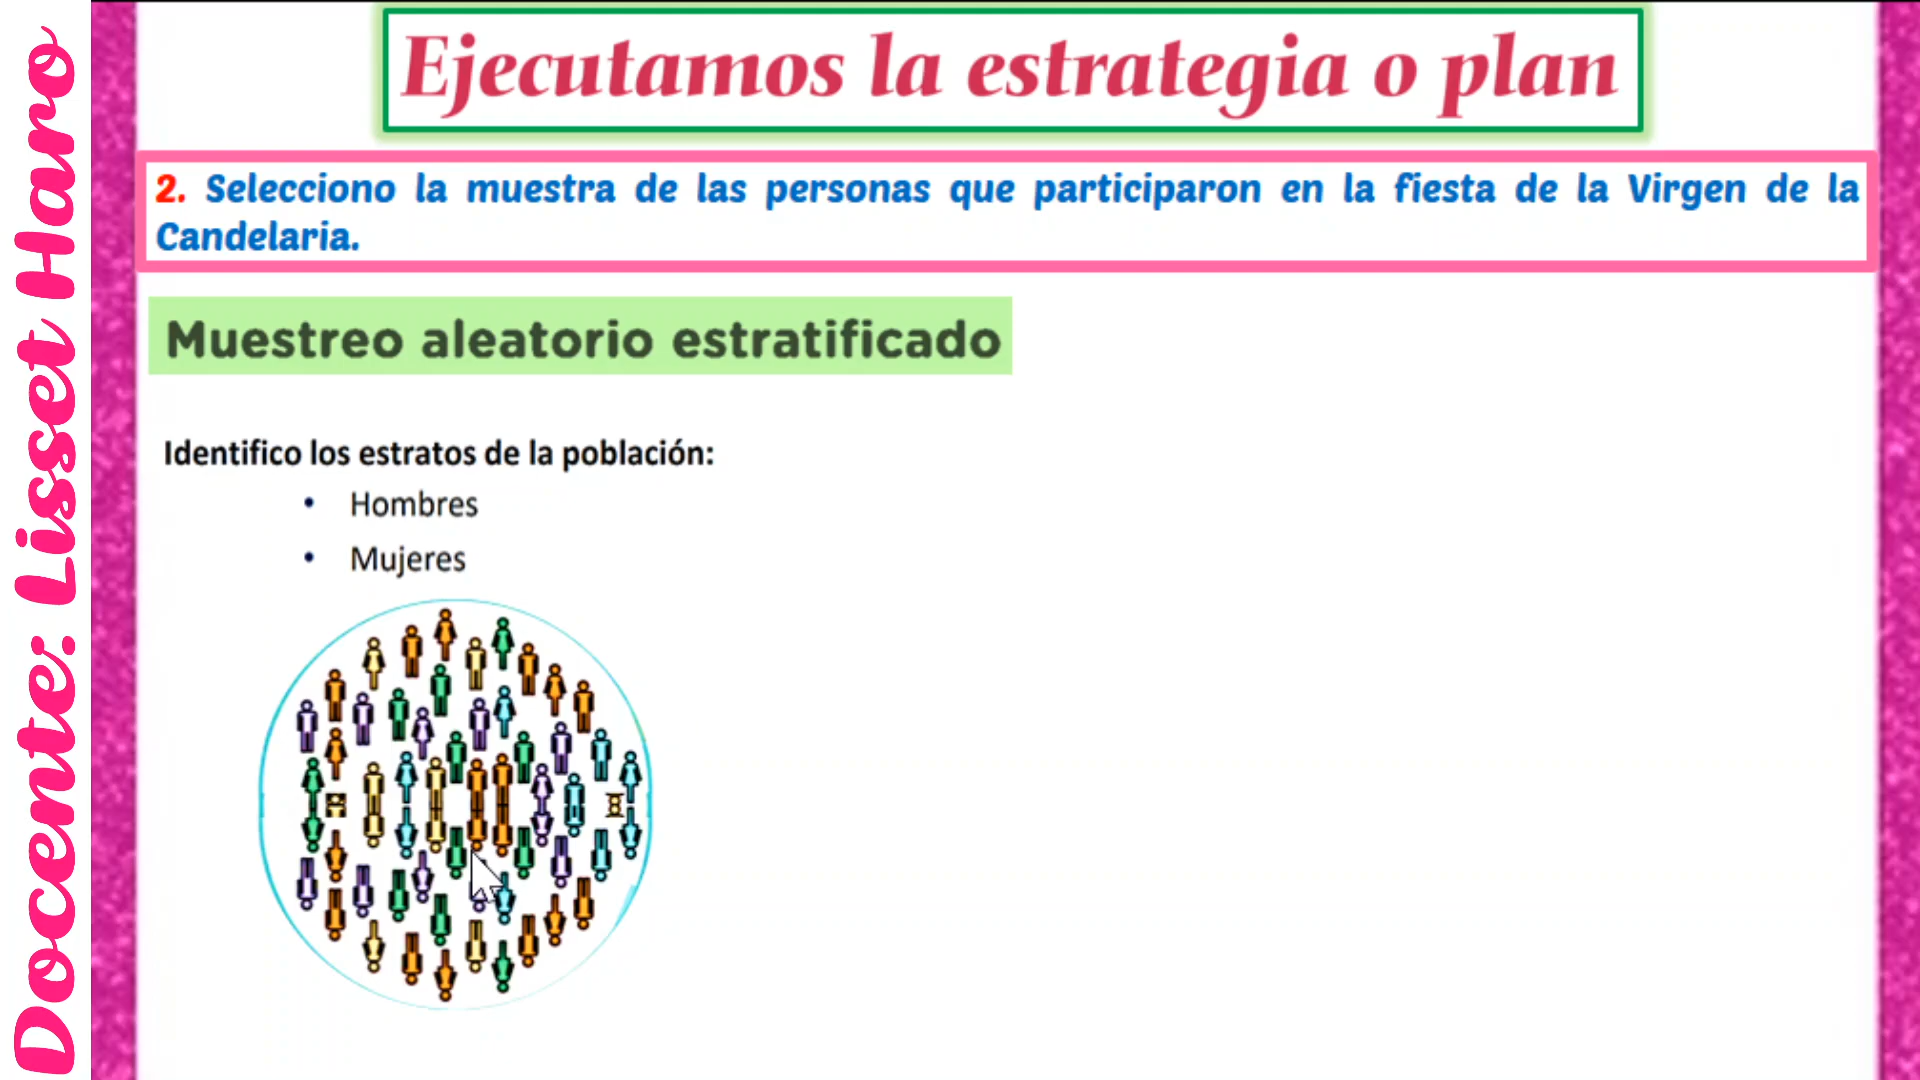 Docente: Lisset Haro
Ejecutamos la estrategia o plan
2. Selecciono la muestra de las personas que participaron en la fiesta de la Virgen de la
Candelaria.
Muestreo aleatorio estratificado
Identifico los estratos de la población:
• Hombres
• Mujeres